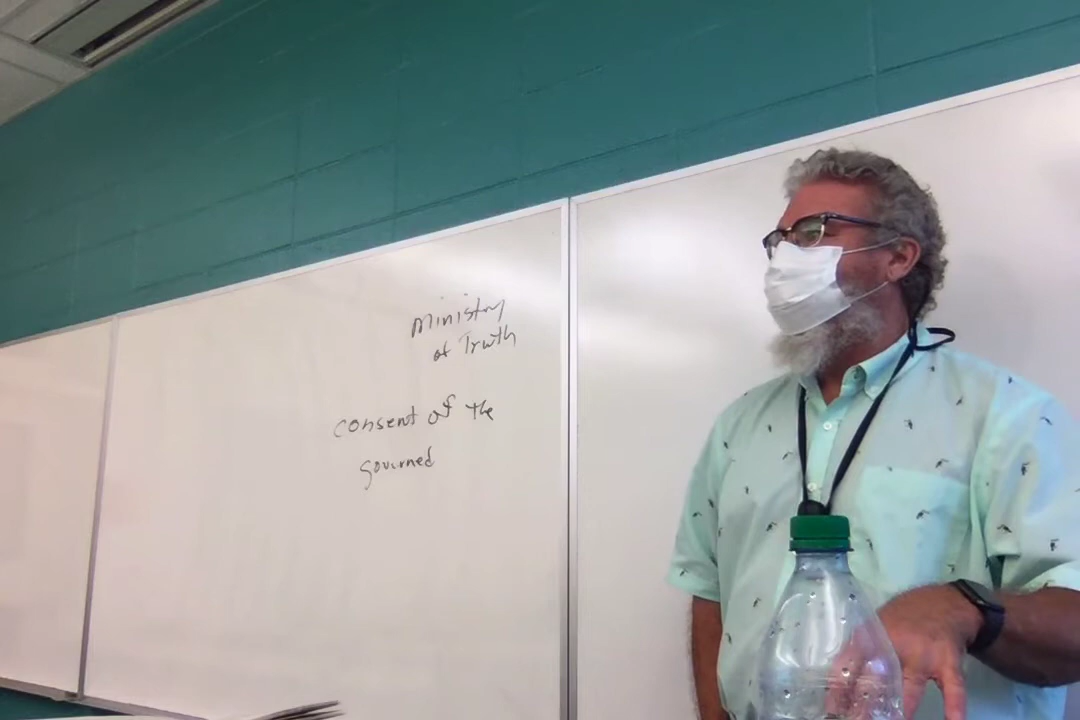 ministry
of Truth
consent of the
governed